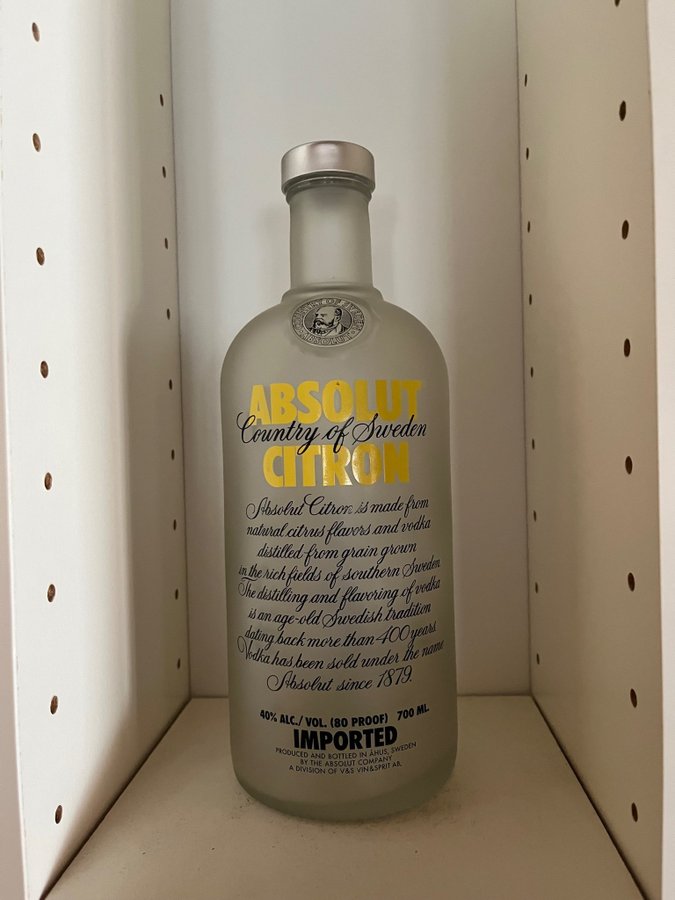 ABSOLUT
Country of Sweden
CITRON
Absolut Citron is made from
natural citrus flavors and vodka
distilled from grain grown
in the rich fields of southern Sweden
The distilling and flavoring of vodka
is an age-old Swedish tradition
dating back more than 400 years.
Vodka has been sold under the name
Absolut since 1879.
40% ALC./ VOL. (80 PROOF) 700 ML.
IMPORTED
PRODUCED AND BOTTLED IN ÅHUS, SWEDEN
BY THE ABSOLUT COMPANY
A DIVISION OF V&S VIN&SPRIT AB.